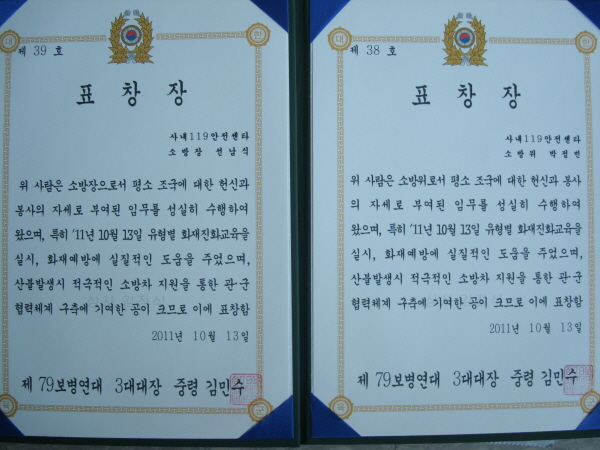 제 39 호
표 창 장
사내119안전센타
소 방 장 선 남 식
위 사람은 소방장으로서 평소 조국에 대한 헌신과
봉사의 자세로 부여된 임무를 성실히 수행하여
왔으며, 특히 '11년 10월 13일 유형별 화재진화교육을
실시, 화재예방에 실질적인 도움을 주었으며,
산불발생시 적극적인 소방차 지원을 통한 관·군
협력체계 구축에 기여한 공이 크므로 이에 표창함
2011년 10월 13일
제 79보병연대 3대대장 중령 김민수
제 38 호
표 창 장
사내119안전센타
소 방 위 박 정 빈
위 사람은 소방위로서 평소 조국에 대한 헌신과 봉사
의 자세로 부여된 임무를 성실히 수행하여
왔으며, 특히 '11년 10월 13일 유형별 화재진화교육을
실시, 화재예방에 실질적인 도움을 주었으며,
산불발생시 적극적인 소방차 지원을 통한 관·군
협력체계 구축에 기여한 공이 크므로 이에 표창함
2011년 10월 13일
제 79보병연대 3대대장 중령 김민수